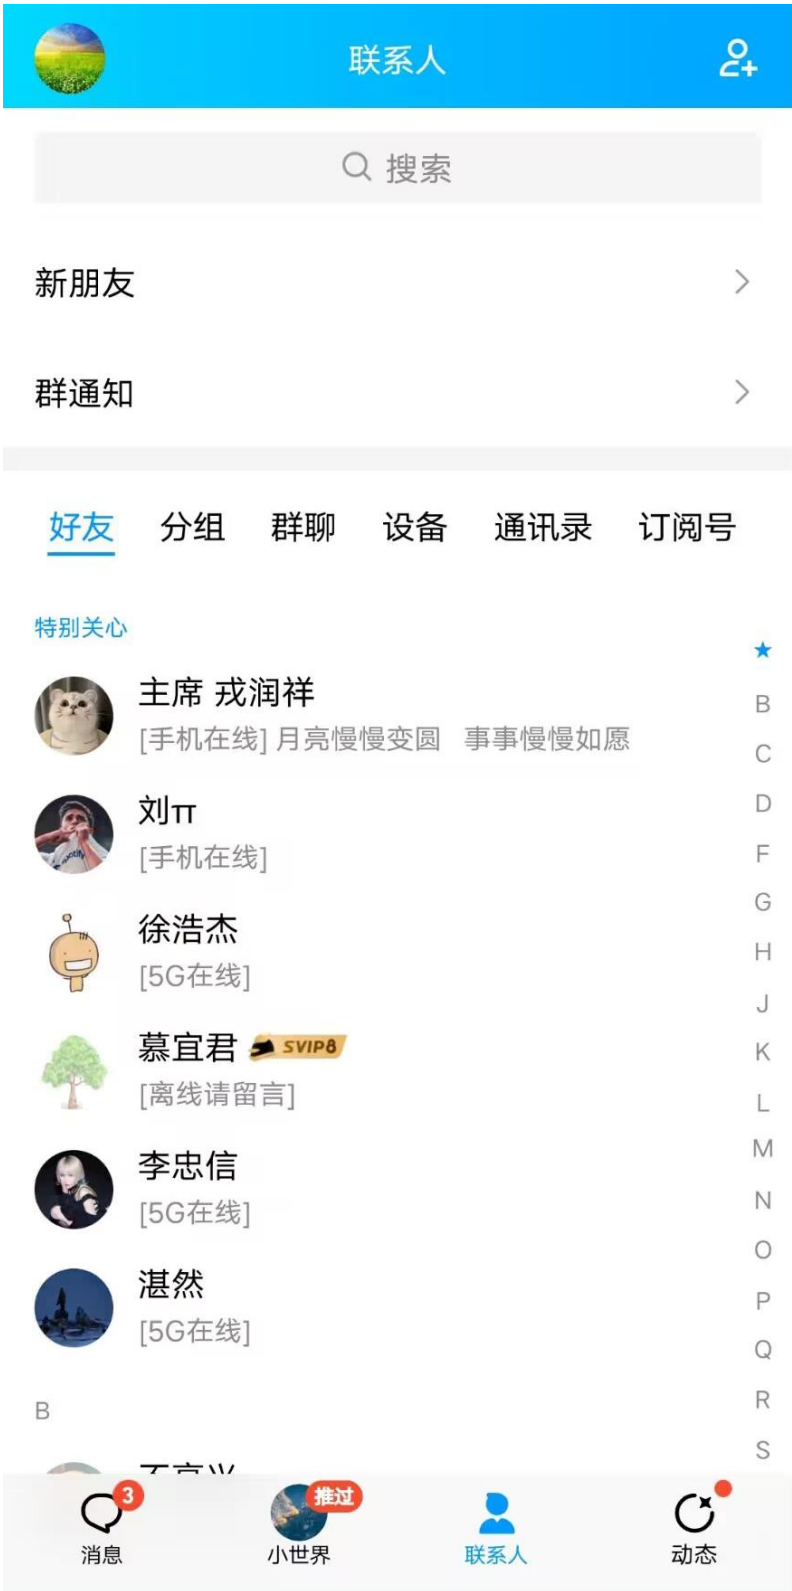 联系人
搜索
新朋友
群通知
好友 分组 群聊 设备 通讯录 订阅号
特别关心
主席 戎润祥
[手机在线] 月亮慢慢变圆 事事慢慢如愿
刘π
[手机在线]
徐浩杰
[5G在线]
慕宜君 SVIP8
[离线请留言]
李忠信
[5G在线]
湛然
[5G在线]
B
B
C
D
F
G
H
J
K
L
M
N
O
P
Q
R
S
3
推过
消息 小世界 联系人 动态